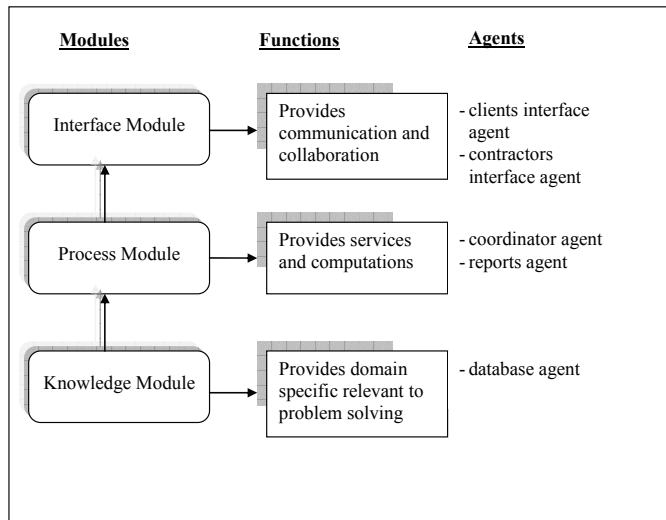 Modules Functions Agents
Interface Module
Provides
communication and
collaboration
- clients interface
agent
- contractors
interface agent
Process Module
Provides services
and computations
- coordinator agent
- reports agent
Knowledge Module
Provides domain
specific relevant to
problem solving
- database agent